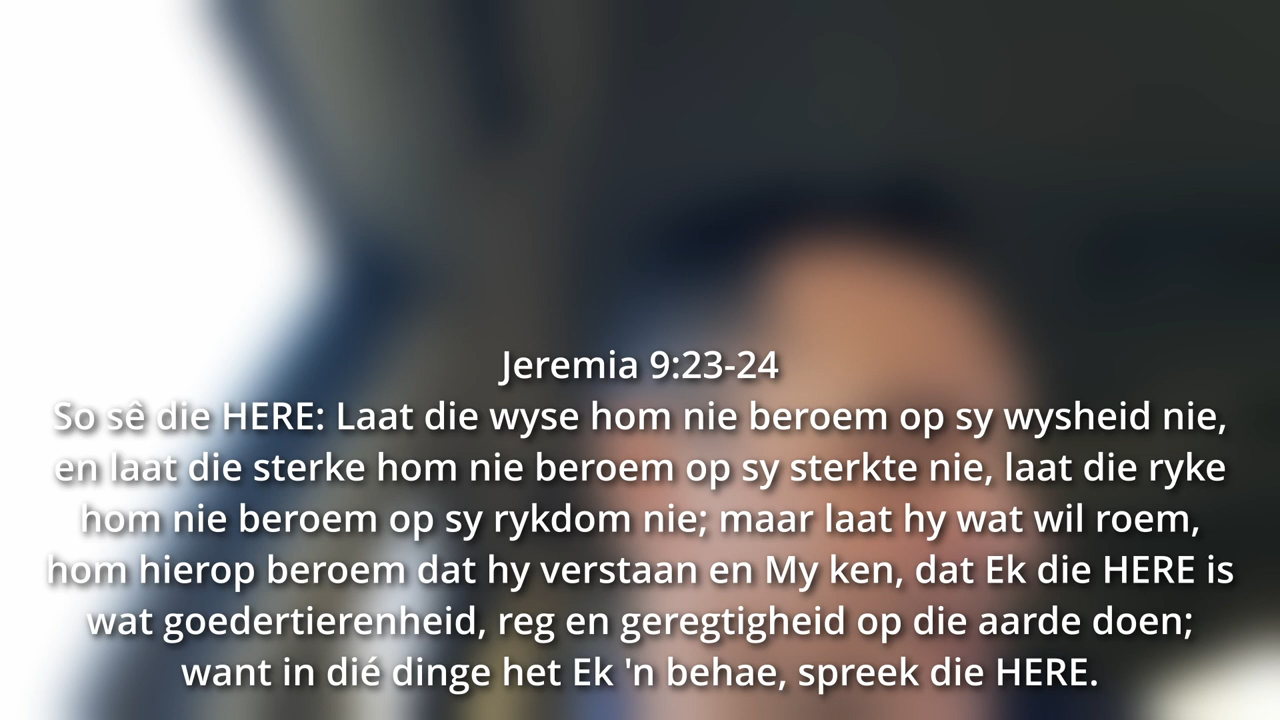 Jeremia 9:23-24
So sê die HERE: Laat die wyse hom nie beroem op sy wysheid nie,
en laat die sterke hom nie beroem op sy sterkte nie, laat die ryke
hom nie beroem op sy rykdom nie; maar laat hy wat wil roem,
hom hierop beroem dat hy verstaan en My ken, dat Ek die HERE is
wat goedertierenheid, reg en geregtigheid op die aarde doen;
want in dié dinge het Ek 'n behae, spreek die HERE.